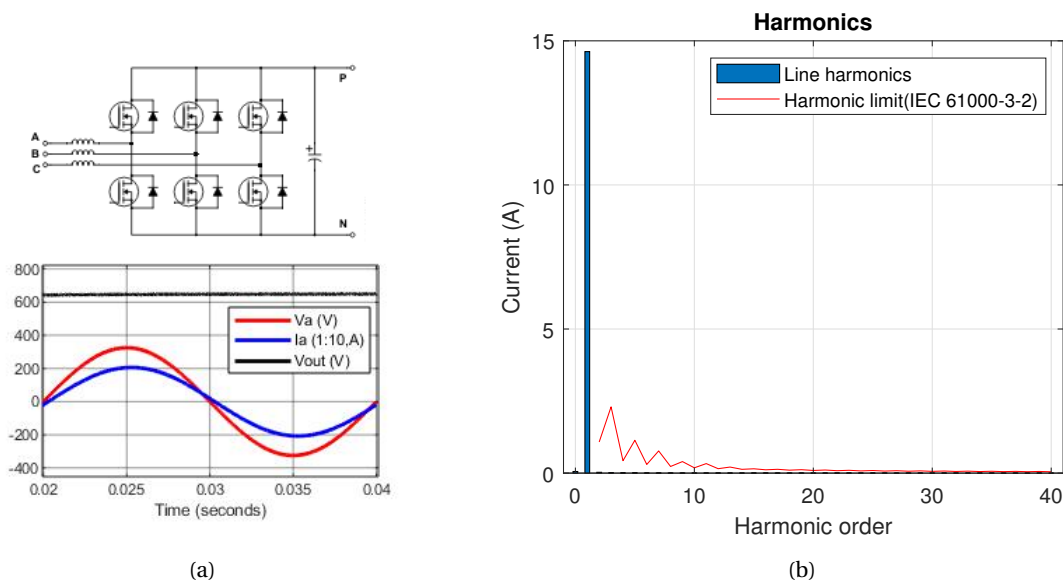 P
A
B
C
+
N
800
600
400
200
0
-200
-400
0.02
0.025
0.03
0.035
0.04
Time (seconds)
Va (V)
Ia (1:10,A)
Vout (V)
(a)
Harmonics
15
10
5
0
Current (A)
Line harmonics
Harmonic limit(IEC 61000-3-2)
0
10
20
30
40
Harmonic order
(b)